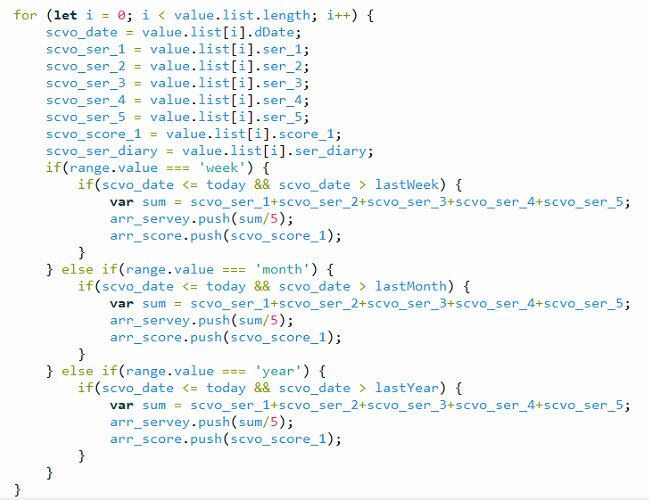 for (let i = 0; i < value.list.length; i++) {
    scvo_date = value.list[i].dDate;
    scvo_ser_1 = value.list[i].ser_1;
    scvo_ser_2 = value.list[i].ser_2;
    scvo_ser_3 = value.list[i].ser_3;
    scvo_ser_4 = value.list[i].ser_4;
    scvo_ser_5 = value.list[i].ser_5;
    scvo_score_1 = value.list[i].score_1;
    scvo_ser_diary = value.list[i].ser_diary;
    if(range.value === 'week') {
        if(scvo_date <= today && scvo_date > lastWeek) {
            var sum = scvo_ser_1+scvo_ser_2+scvo_ser_3+scvo_ser_4+scvo_ser_5;
            arr_servey.push(sum/5);
            arr_score.push(scvo_score_1);
        }
    } else if(range.value === 'month') {
        if(scvo_date <= today && scvo_date > lastMonth) {
            var sum = scvo_ser_1+scvo_ser_2+scvo_ser_3+scvo_ser_4+scvo_ser_5;
            arr_servey.push(sum/5);
            arr_score.push(scvo_score_1);
        }
    } else if(range.value === 'year') {
        if(scvo_date <= today && scvo_date > lastYear) {
            var sum = scvo_ser_1+scvo_ser_2+scvo_ser_3+scvo_ser_4+scvo_ser_5;
            arr_servey.push(sum/5);
            arr_score.push(scvo_score_1);
        }
    }
}